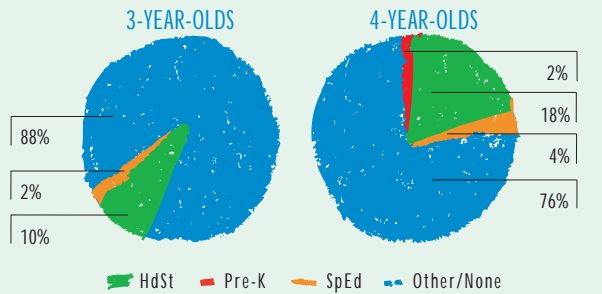 3-YEAR-OLDS
88%
2%
10%
4-YEAR-OLDS
2%
18%
4%
76%
HdSt Pre-K SpEd Other/None